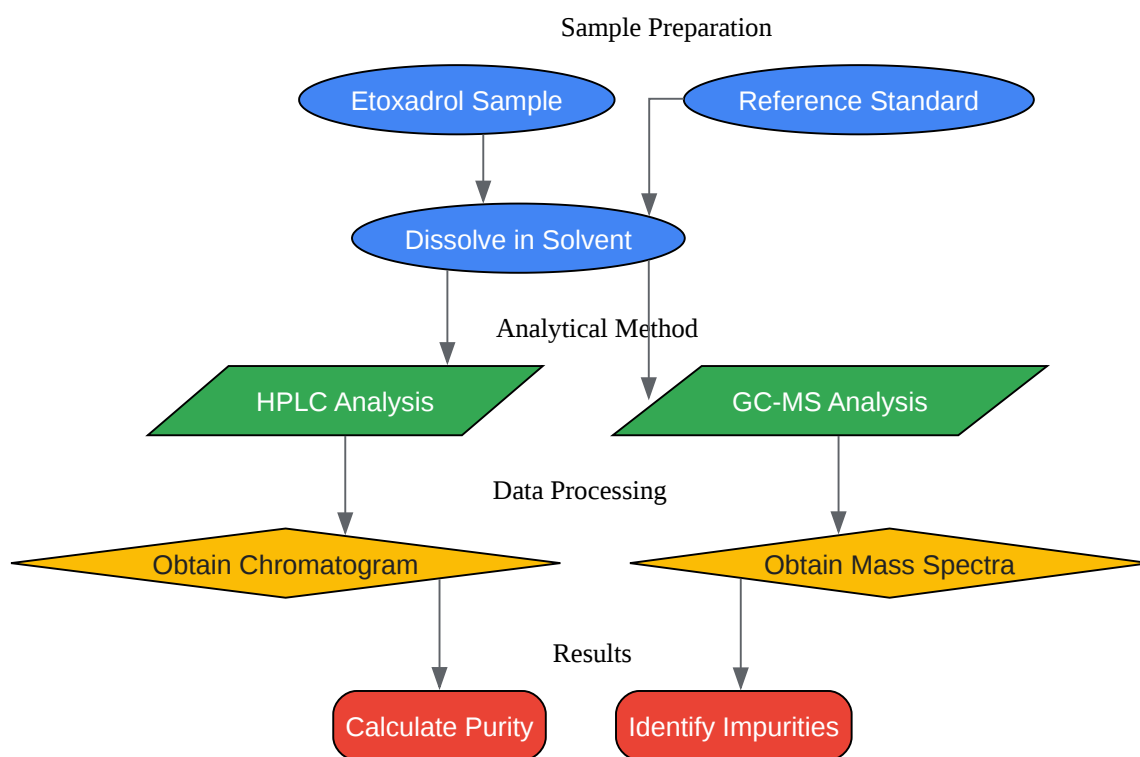 Sample Preparation
Etoxadrol Sample
Reference Standard
Dissolve in Solvent
Analytical Method
HPLC Analysis
GC-MS Analysis
Data Processing
Obtain Chromatogram
Obtain Mass Spectra
Results
Calculate Purity
Identify Impurities